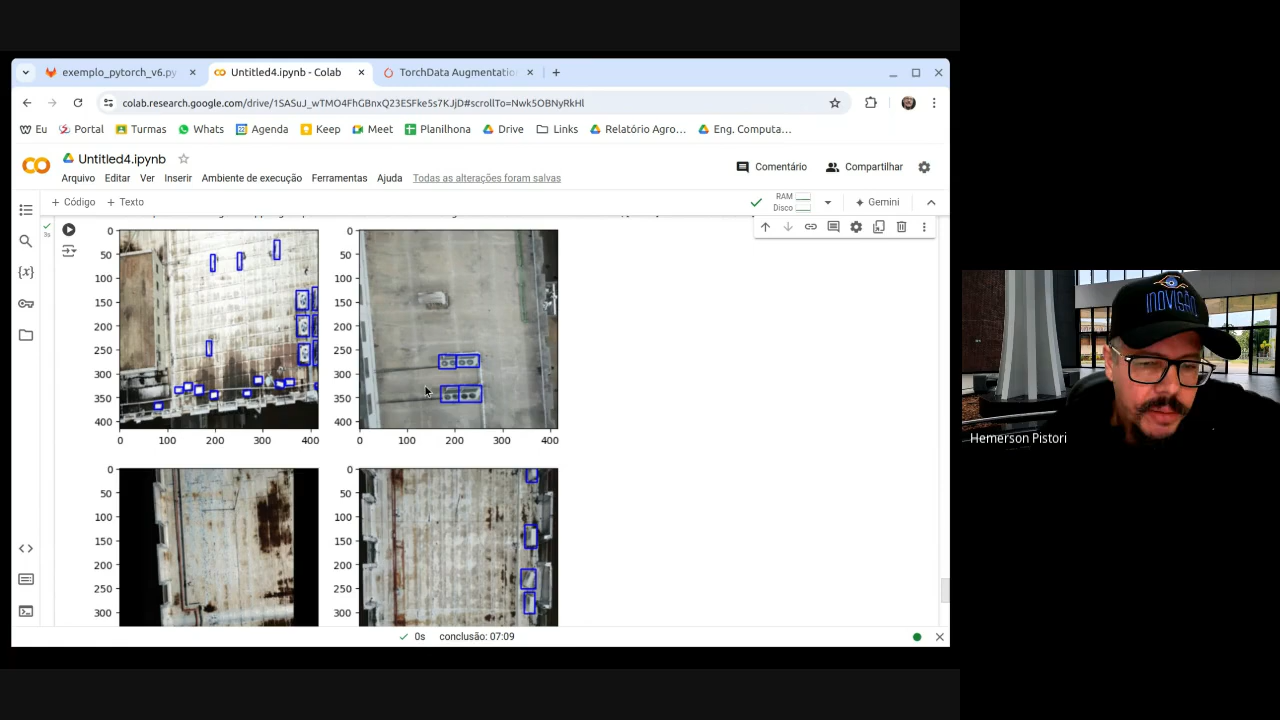 exemplo_pytorch_v6.py
Untitled4.ipynb - Colab
TorchData Augmentatio
colab.research.google.com/drive/1SASuJ_wTMO4FhGBnxQ23ESFke5s7KJjD#scrollTo=Nwk5OBNyRkHl
Eu Portal Turmas Whats Agenda Keep Meet Planilhona Drive Links Relatório Agro… Eng. Computa…
Untitled4.ipynb
Comentário Compartilhar
Arquivo Editar Ver Inserir Ambiente de execução Ferramentas Ajuda Todas as alterações foram salvas
+ Código + Texto
RAM
Disco
Gemini
3s
0 0
50 50
100 100
150 150
200 200
250 250
300 300
350 350
400 400
0 100 200 300 400 0 100 200 300 400
INOVISÃO
Hemerson Pistori
0 0
50 50
100 100
150 150
200 200
250 250
300 300
0s conclusão: 07:09